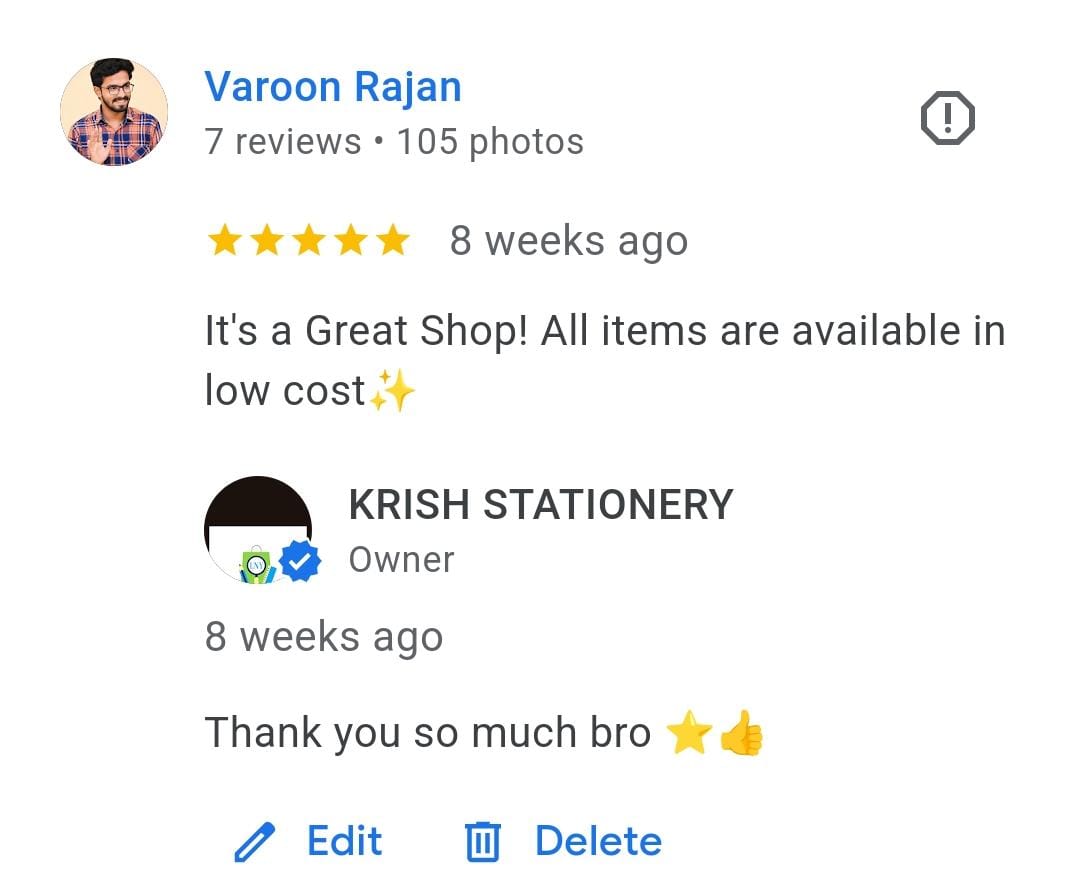 Varoon Rajan
7 reviews • 105 photos
★★★★★ 8 weeks ago
It's a Great Shop! All items are available in
low cost✨
KRISH STATIONERY
Owner
8 weeks ago
Thank you so much bro ⭐👍
Edit Delete